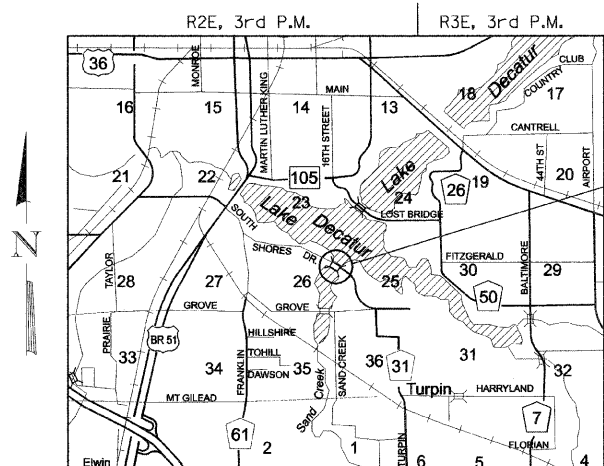 R2E, 3rd P.M.
R3E, 3rd P.M.
36
MONROE
CLUB
COUNTRY
Decatur
MARTIN LUTHER KING
MAIN
16TH STREET
16
15
14
13
18
17
CANTRELL
44TH ST
AIRPORT
105
21
22
23
24
19
20
26
Lake
LOST BRIDGE
SOUTH
SHORES
DR.
Lake
Decatur
N
TAYLOR
FITZGERALD
BALTIMORE
28
27
26
25
30
29
50
GROVE
GROVE
PRAIRIE
BR 51
HILLSHIRE
TOHILL
DAWSON
FRANKLIN
SAND CREEK
33
34
35
36
31
31
32
MT GILEAD
Sand Creek
Turpin
HARRYLAND
61
7
TURPIN
FLORIAN
Elwin
2
1
6
5
4